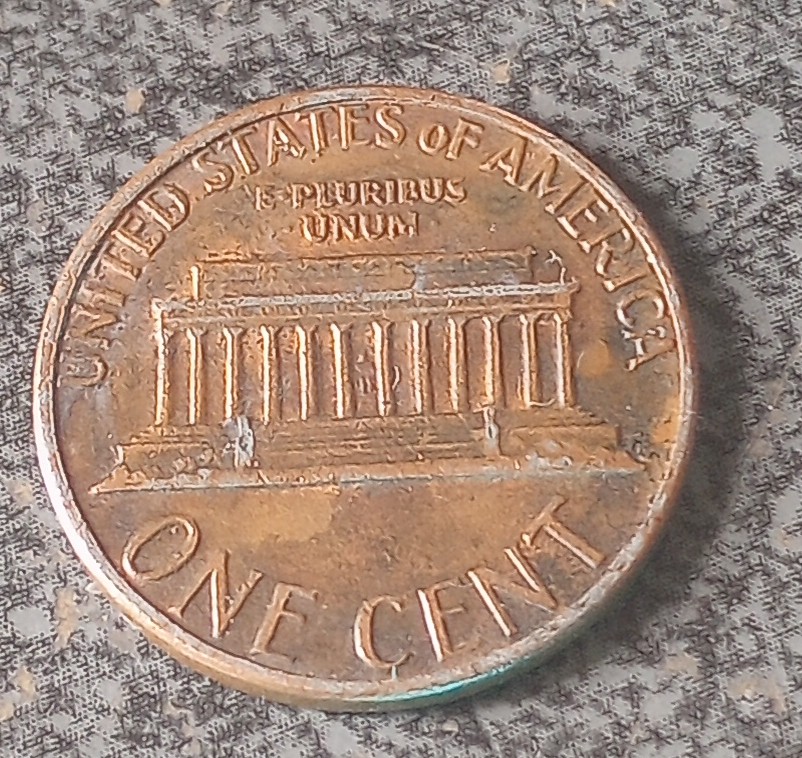 UNITED STATES oF AMERICA
E·PLURIBUS
UNUM
ONE CENT